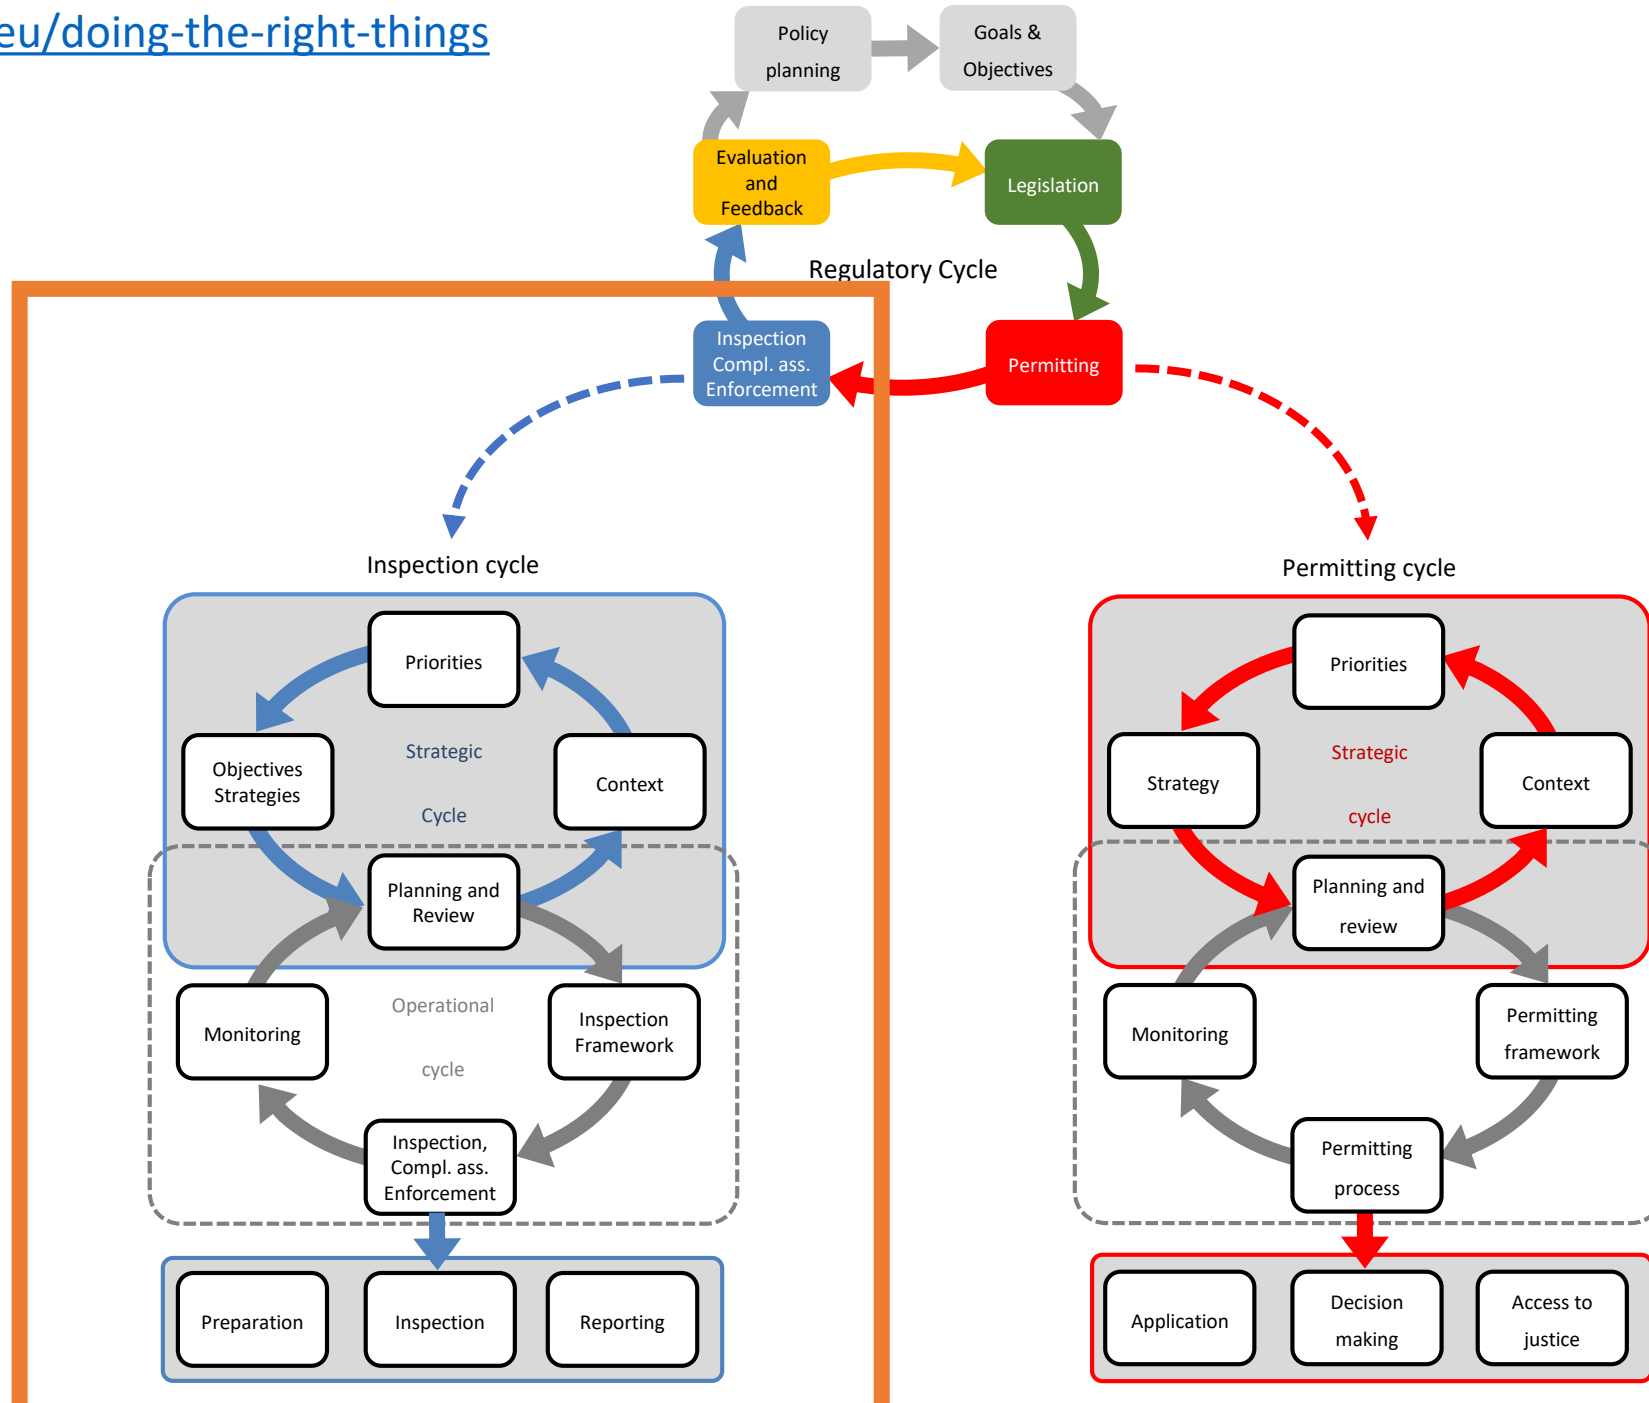 eu/doing-the-right-things
Policy
planning
Goals &
Objectives
Evaluation
and
Feedback
Legislation
Regulatory Cycle
Inspection
Compl. ass.
Enforcement
Permitting
Inspection cycle
Priorities
Objectives
Strategies
Strategic
Cycle
Context
Planning and
Review
Monitoring
Operational
cycle
Inspection
Framework
Inspection,
Compl. ass.
Enforcement
Preparation
Inspection
Reporting
Permitting cycle
Priorities
Strategy
Strategic
cycle
Context
Planning and
review
Monitoring
Permitting
framework
Permitting
process
Application
Decision
making
Access to
justice